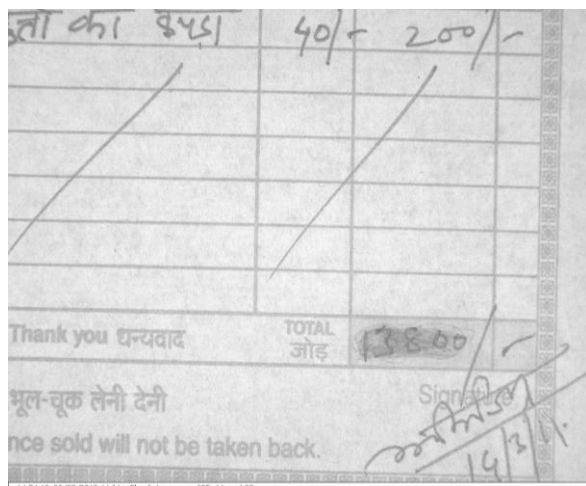 का कपड़ा 40/- 200/-
Thank you धन्यवाद TOTAL
जोड़ 13800/-
भूल-चूक लेनी देनी Signature
nce sold will not be taken back. 14/3/11